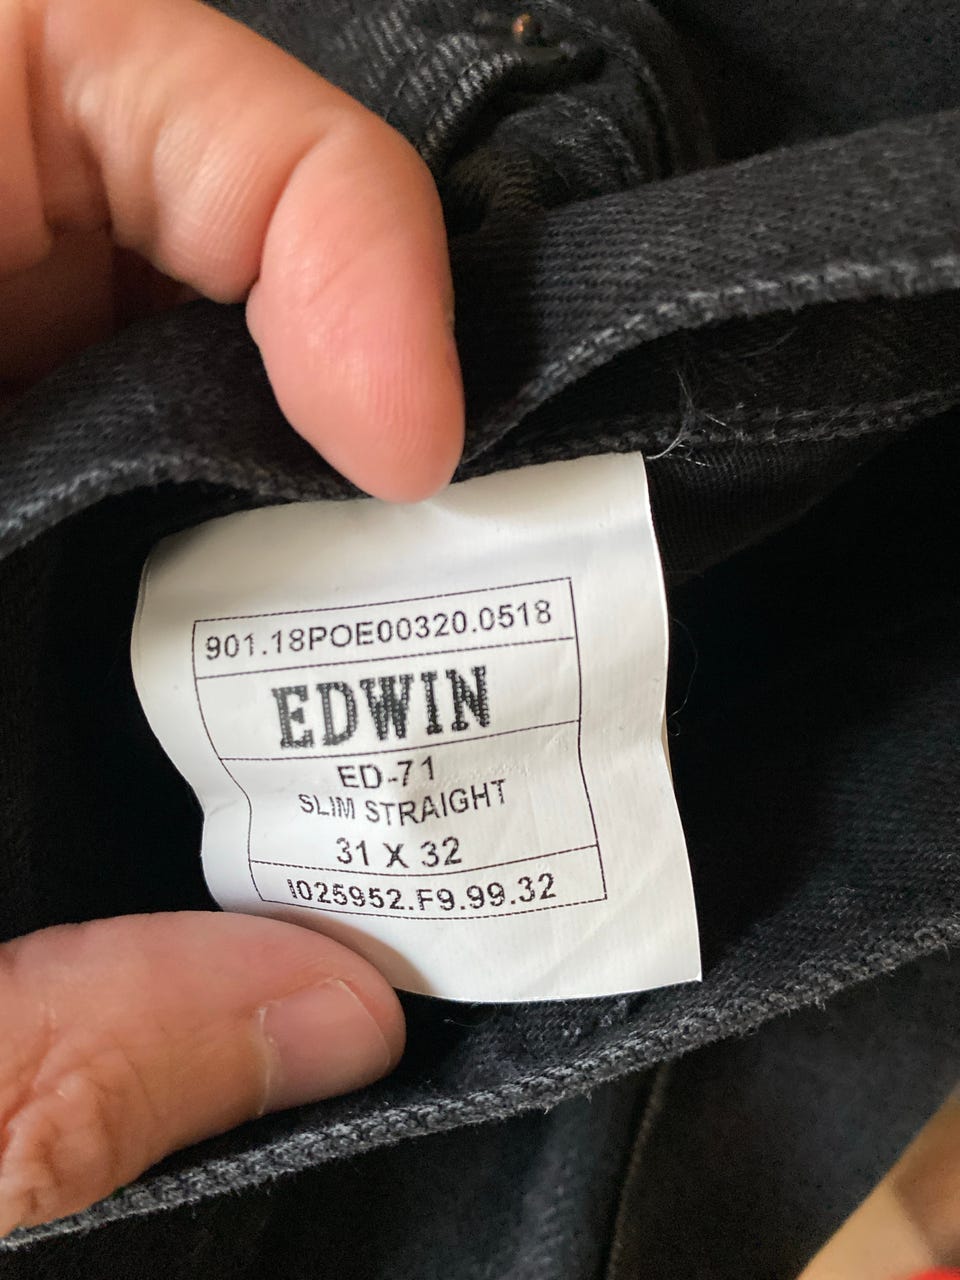 901.18POE00320.0518
EDWIN
ED-71
SLIM STRAIGHT
31 X 32
I025952.F9.99.32